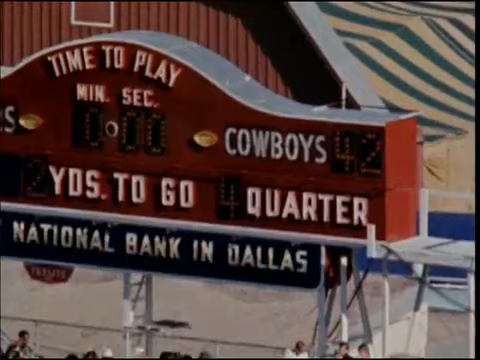 TIME TO PLAY
MIN. SEC.
0 00
RS COWBOYS 42
2 YDS. TO GO 4 QUARTER
NATIONAL BANK IN DALLAS